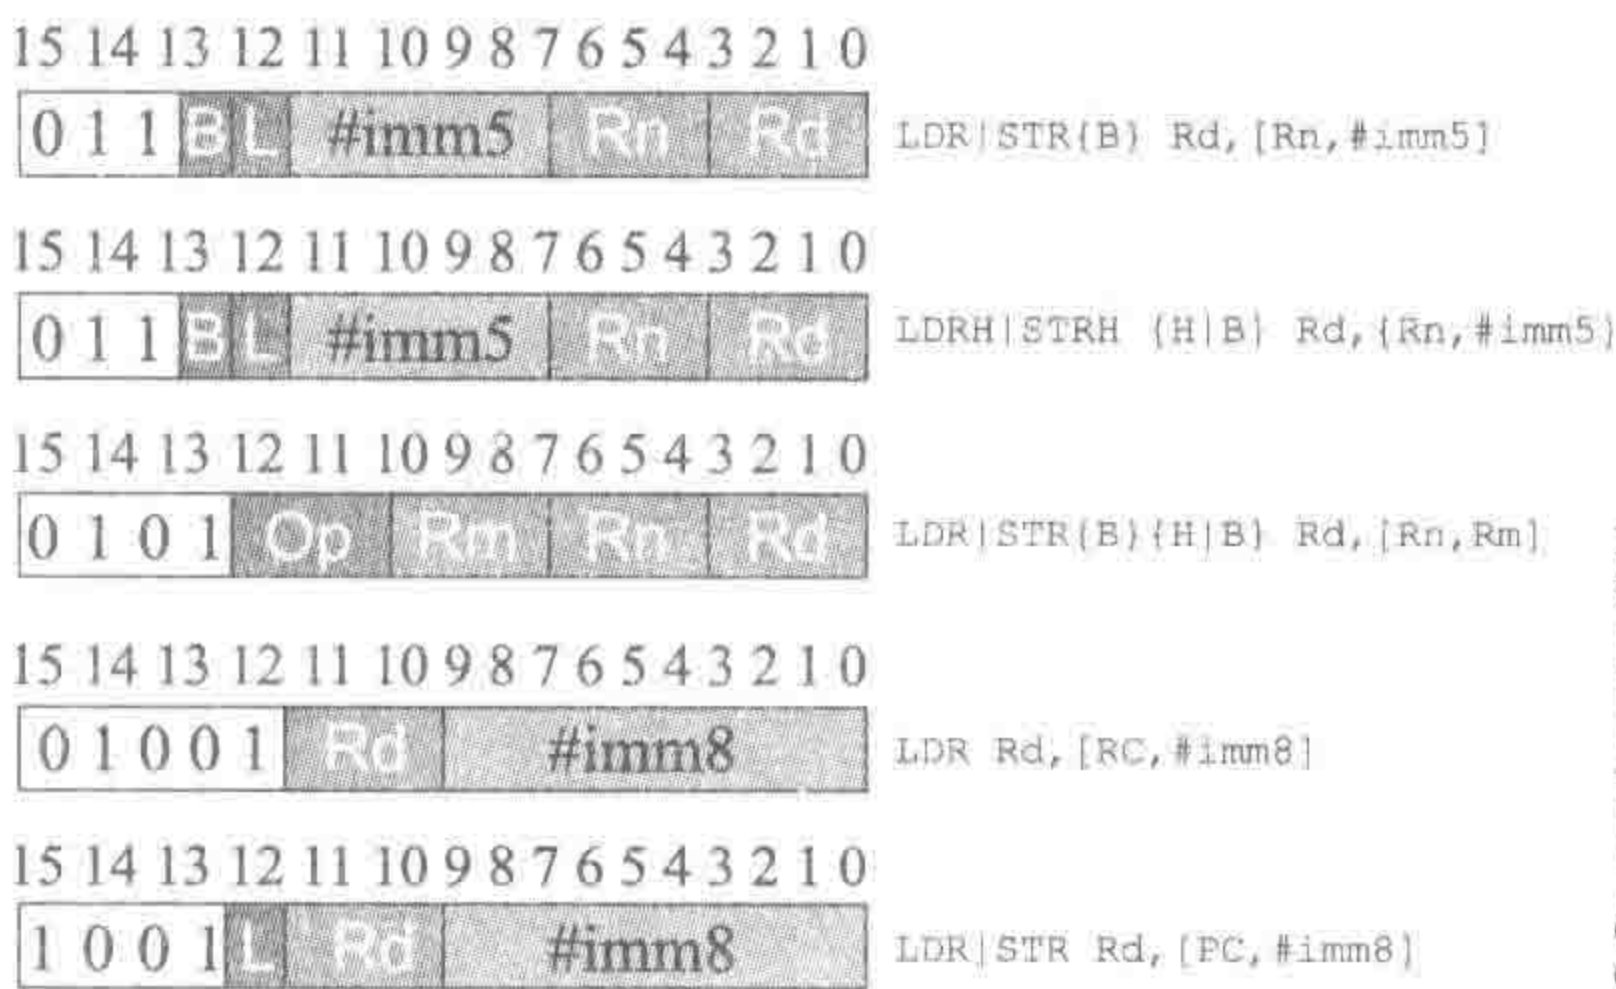 15 14 13 12 11 10 9 8 7 6 5 4 3 2 1 0
0 1 1 B L #imm5 Rn Rd LDR|STR{B} Rd,[Rn,#imm5]
15 14 13 12 11 10 9 8 7 6 5 4 3 2 1 0
0 1 1 B L #imm5 Rn Rd LDRH|STRH {H|B} Rd,{Rn,#imm5}
15 14 13 12 11 10 9 8 7 6 5 4 3 2 1 0
0 1 0 1 Op Rm Rn Rd LDR|STR{B}{H|B} Rd,[Rn,Rm]
15 14 13 12 11 10 9 8 7 6 5 4 3 2 1 0
0 1 0 0 1 Rd #imm8 LDR Rd,[RC,#imm8]
15 14 13 12 11 10 9 8 7 6 5 4 3 2 1 0
1 0 0 1 L Rd #imm8 LDR|STR Rd,[PC,#imm8]